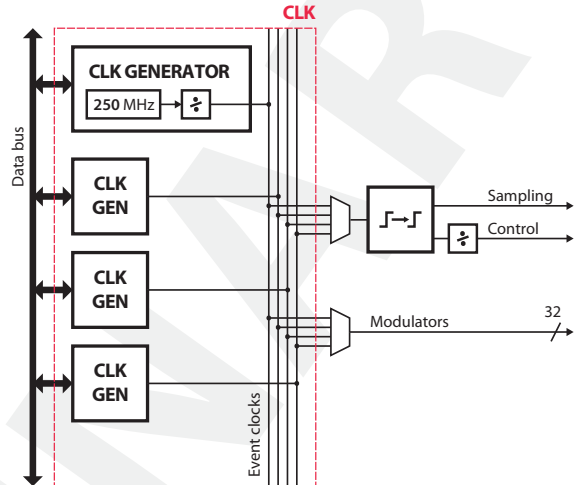 CLK
CLK GENERATOR
250 MHz
÷
Data bus
CLK
GEN
Sampling
Control
÷
CLK
GEN
32
Modulators
CLK
GEN
Event clocks